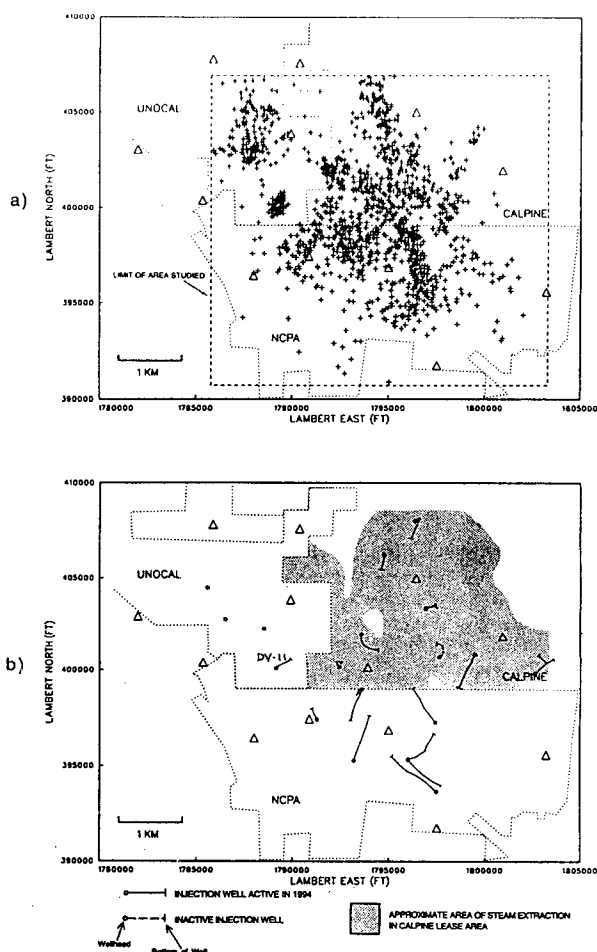 a)
410000
405000
400000
395000
390000
LAMBERT NORTH (FT)
UNOCAL
CALPINE
LIMIT OF AREA STUDIED
NCPA
1 KM
1780000 1785000 1790000 1795000 1800000 1805000
LAMBERT EAST (FT)
b)
410000
405000
400000
395000
390000
LAMBERT NORTH (FT)
UNOCAL
DV-11
CALPINE
NCPA
1 KM
1780000 1785000 1790000 1795000 1800000 1805000
LAMBERT EAST (FT)
INJECTION WELL ACTIVE IN 1994
INACTIVE INJECTION WELL
Wellhead
Bottom of Well
APPROXIMATE AREA OF STEAM EXTRACTION
IN CALPINE LEASE AREA